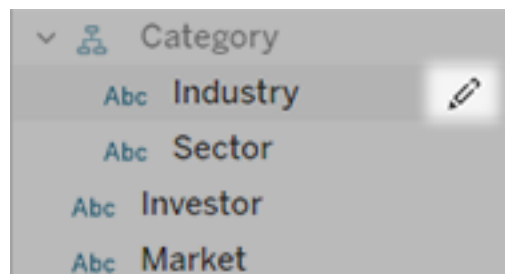 Category
Abc Industry
Abc Sector
Abc Investor
Abc Market